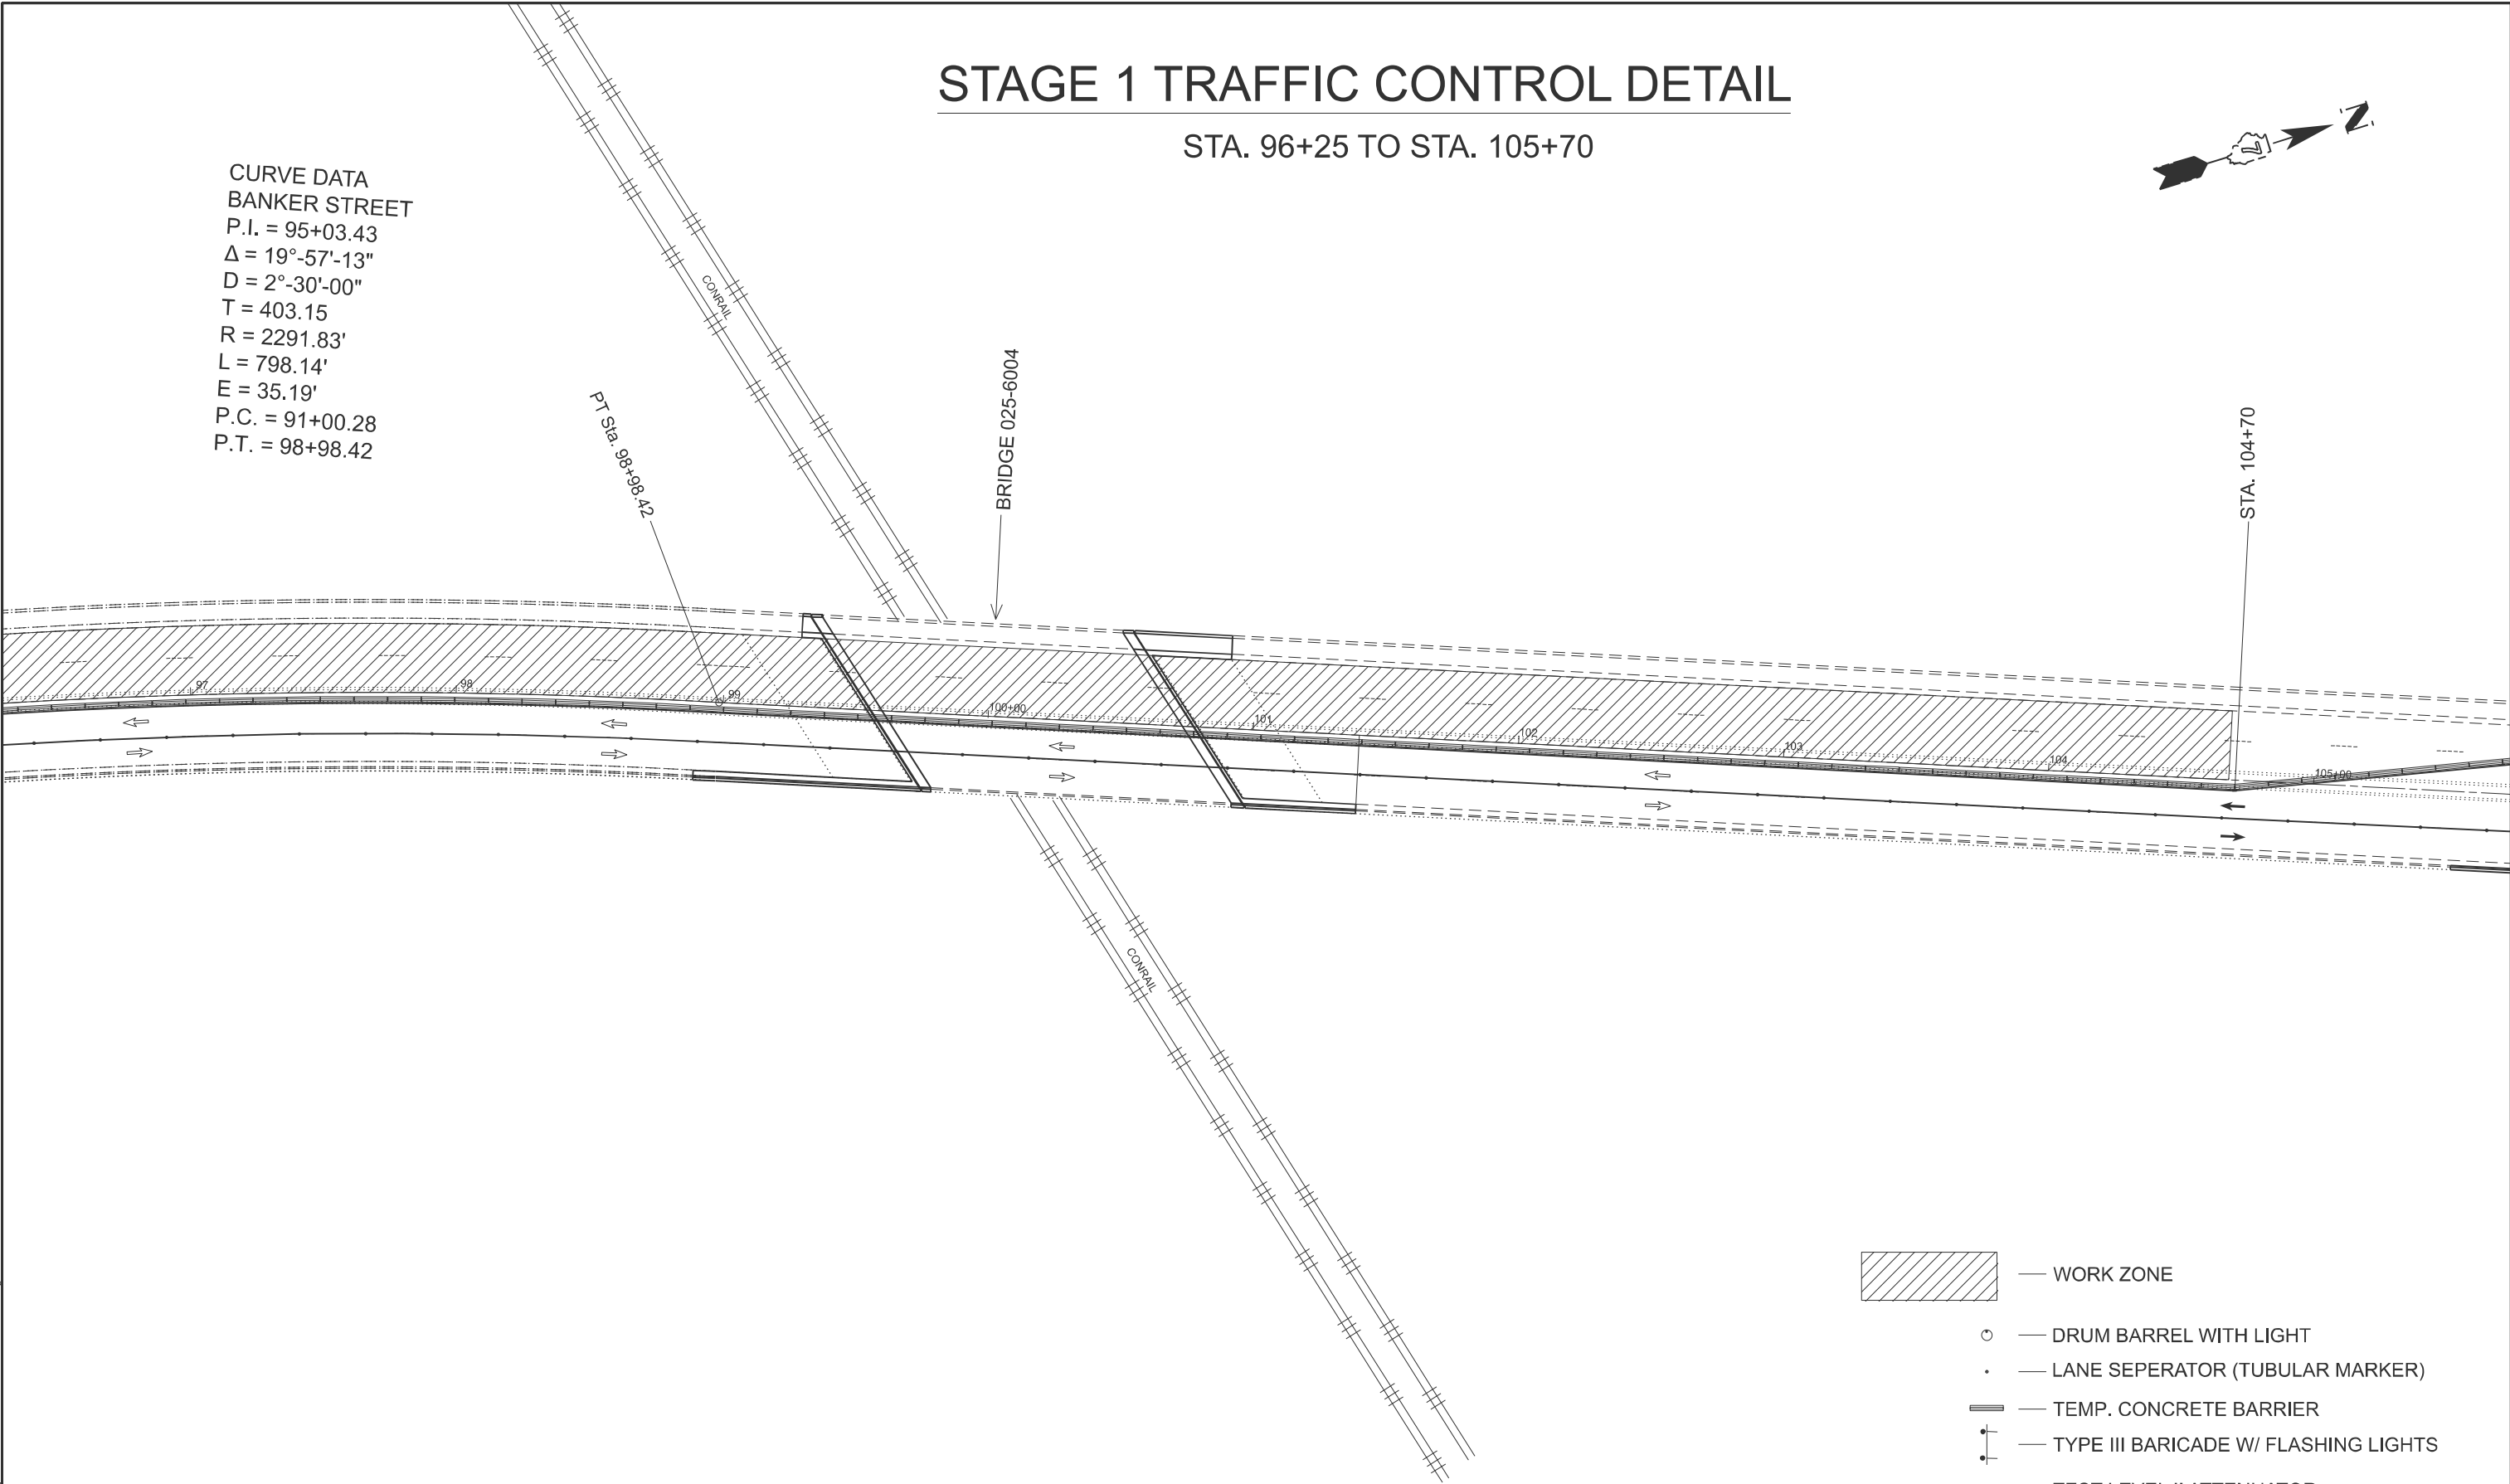 STAGE 1 TRAFFIC CONTROL DETAIL
STA. 96+25 TO STA. 105+70
N
CURVE DATA
BANKER STREET
P.I. = 95+03.43
Δ = 19°-57'-13"
D = 2°-30'-00"
T = 403.15
R = 2291.83'
L = 798.14'
E = 35.19'
P.C. = 91+00.28
P.T. = 98+98.42
CONRAIL
PT Sta. 98+98.42
BRIDGE 025-6004
STA. 104+70
97
98
99
100+00
101
102
103
104
105+00
CONRAIL
WORK ZONE
DRUM BARREL WITH LIGHT
LANE SEPERATOR (TUBULAR MARKER)
TEMP. CONCRETE BARRIER
TYPE III BARICADE W/ FLASHING LIGHTS